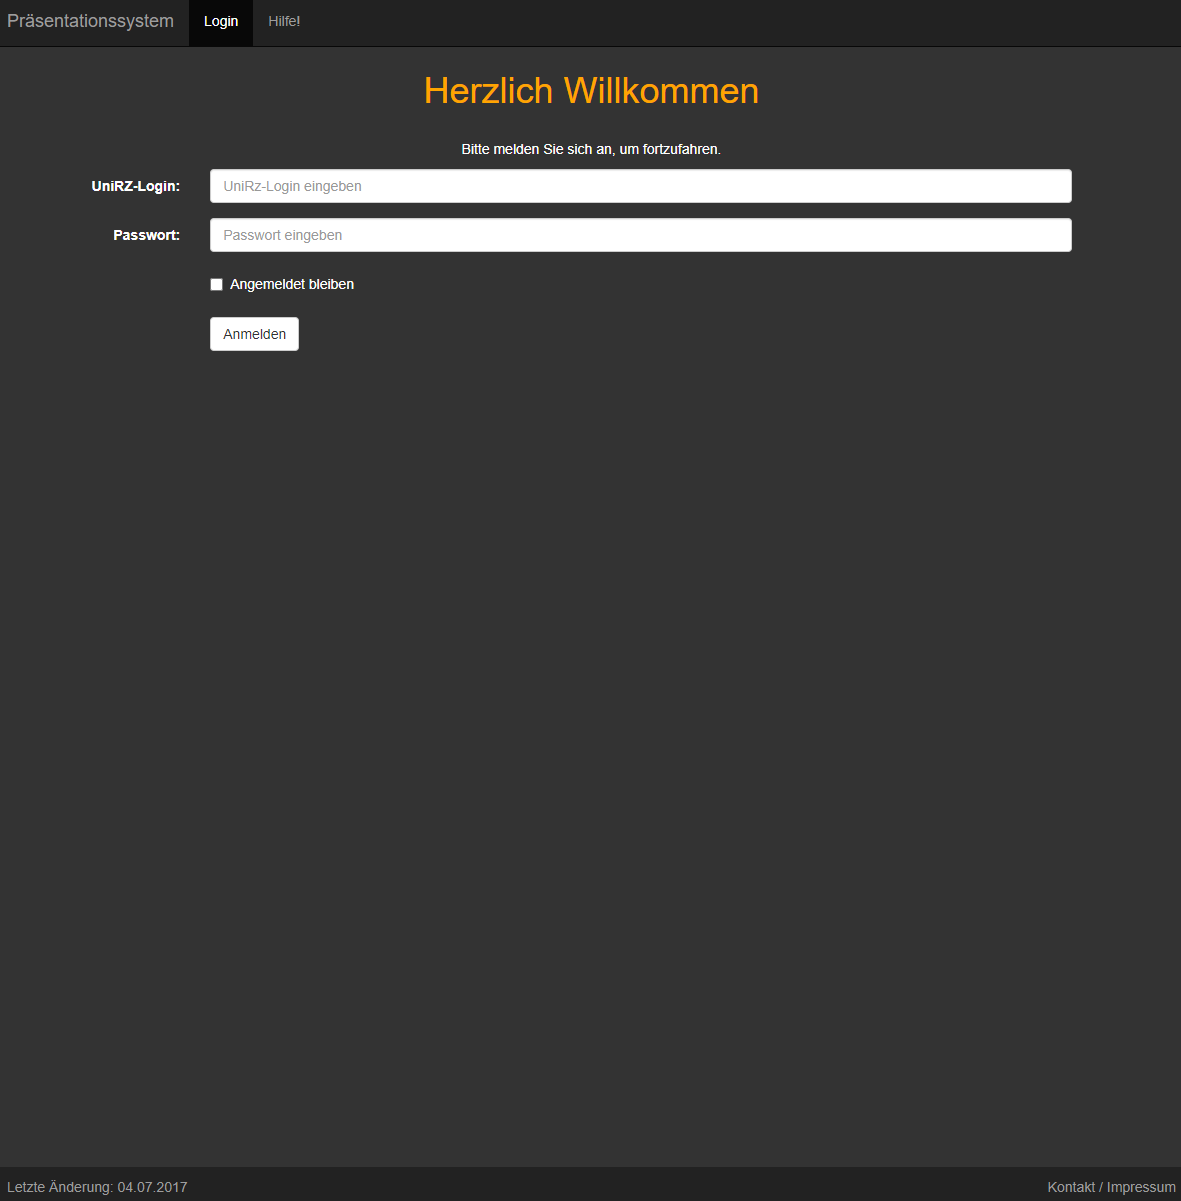 Präsentationssystem Login Hilfe!
Herzlich Willkommen
Bitte melden Sie sich an, um fortzufahren.
UniRZ-Login: UniRz-Login eingeben
Passwort: Passwort eingeben
Angemeldet bleiben
Anmelden
Letzte Änderung: 04.07.2017 Kontakt / Impressum